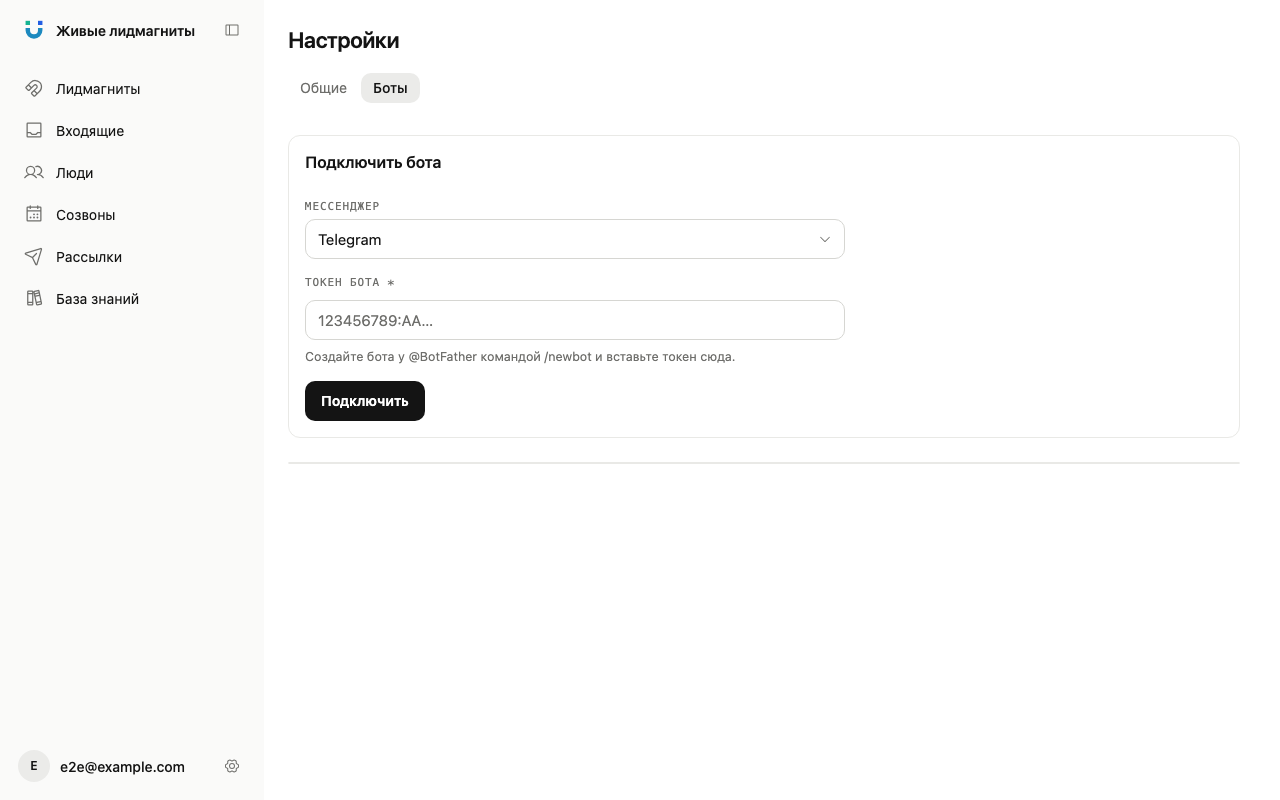 Живые лидмагниты
Лидмагниты
Входящие
Люди
Созвоны
Рассылки
База знаний
E
e2e@example.com
Настройки
Общие
Боты
Подключить бота
МЕССЕНДЖЕР
Telegram
ТОКЕН БОТА *
123456789:AA...
Создайте бота у @BotFather командой /newbot и вставьте токен сюда.
Подключить